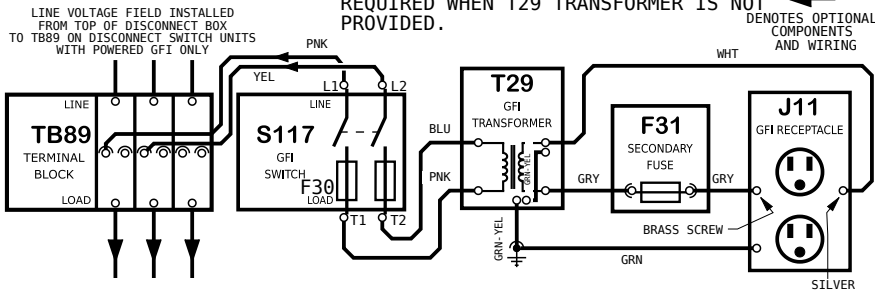 REQUIRED WHEN T29 TRANSFORMER IS NOT
PROVIDED.
LINE VOLTAGE FIELD INSTALLED
FROM TOP OF DISCONNECT BOX
TO TB89 ON DISCONNECT SWITCH UNITS
WITH POWERED GFI ONLY
DENOTES OPTIONAL
COMPONENTS
AND WIRING
PNK
YEL
WHT
LINE
TB89
TERMINAL
BLOCK
LOAD
L1
L2
LINE
S117
GFI
SWITCH
F30
LOAD
T1
T2
BLU
PNK
T29
GFI
TRANSFORMER
GRN-YEL
GRN-YEL
GRY
F31
SECONDARY
FUSE
GRY
J11
GFI RECEPTACLE
BRASS SCREW
GRN
SILVER